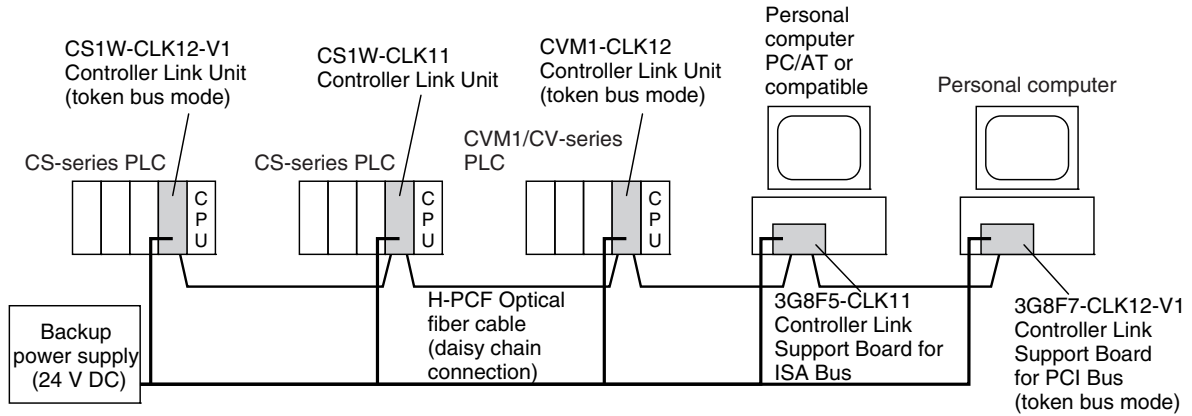 CS1W-CLK12-V1
Controller Link Unit
(token bus mode)
CS-series PLC
C
P
U
CS1W-CLK11
Controller Link Unit
CS-series PLC
C
P
U
CVM1-CLK12
Controller Link Unit
(token bus mode)
CVM1/CV-series
PLC
C
P
U
Personal
computer
PC/AT or
compatible
Personal computer
Backup
power supply
(24 V DC)
H-PCF Optical
fiber cable
(daisy chain
connection)
3G8F5-CLK11
Controller Link
Support Board for
ISA Bus
3G8F7-CLK12-V1
Controller Link
Support Board
for PCI Bus
(token bus mode)